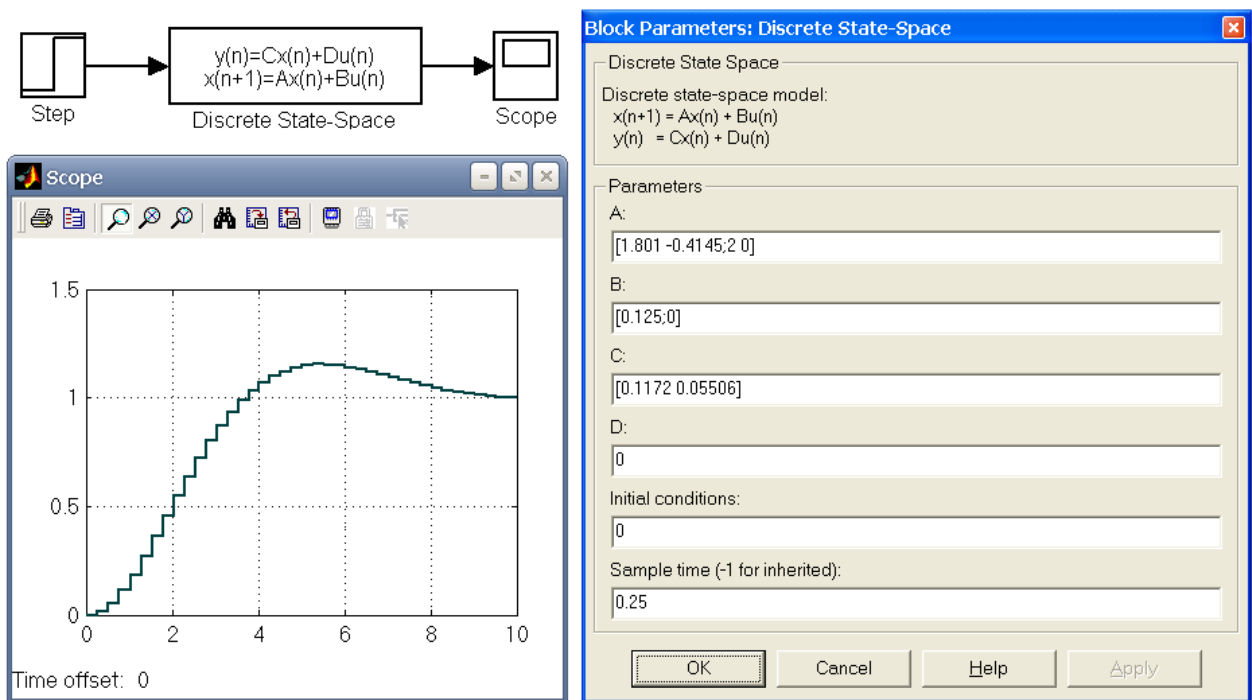 y(n)=Cx(n)+Du(n)
x(n+1)=Ax(n)+Bu(n)
Step
Discrete State-Space
Scope
Scope
1.5
1
0.5
0
0 2 4 6 8 10
Time offset: 0
Block Parameters: Discrete State-Space
Discrete State Space
Discrete state-space model:
x(n+1) = Ax(n) + Bu(n)
y(n) = Cx(n) + Du(n)
Parameters
A:
[1.801 -0.4145;2 0]
B:
[0.125;0]
C:
[0.1172 0.05506]
D:
0
Initial conditions:
0
Sample time (-1 for inherited):
0.25
OK Cancel Help Apply